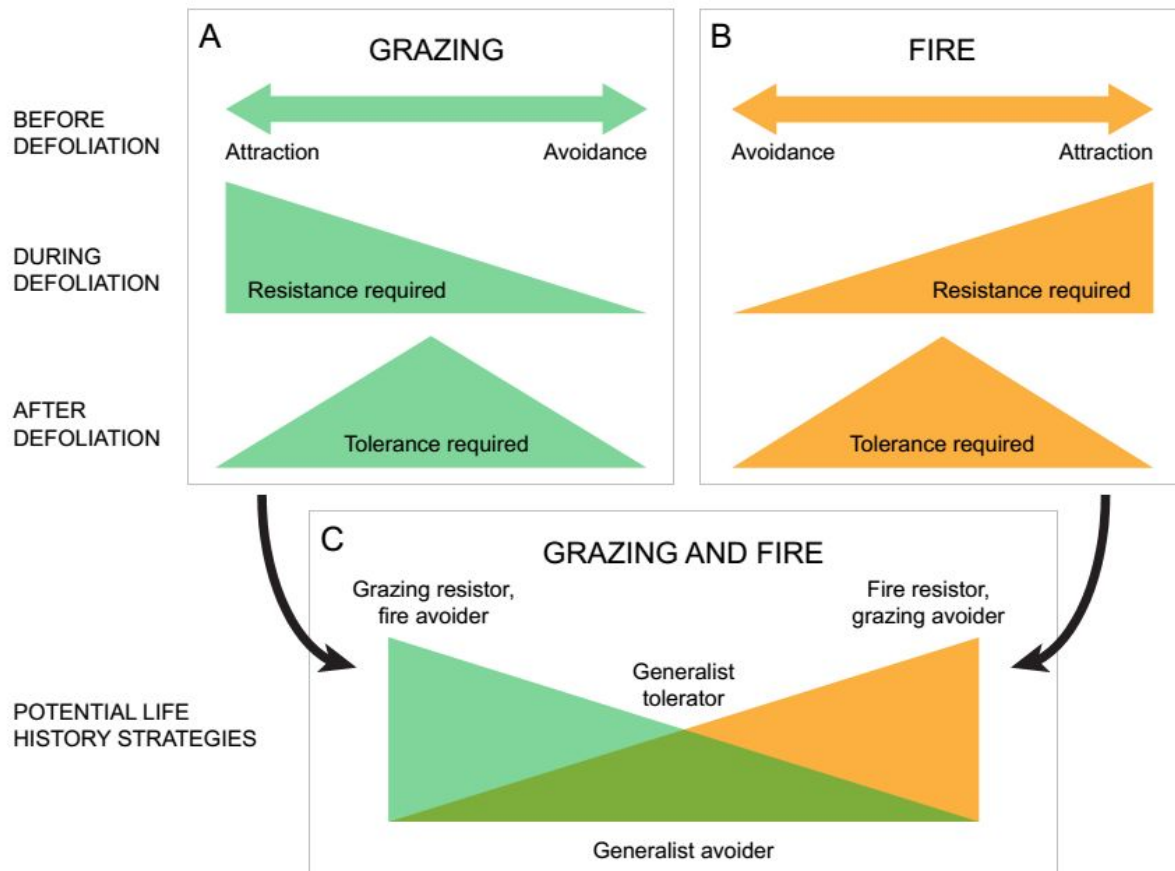 A
GRAZING
B
FIRE
BEFORE
DEFOLIATION
Attraction
Avoidance
Avoidance
Attraction
DURING
DEFOLIATION
Resistance required
Resistance required
AFTER
DEFOLIATION
Tolerance required
Tolerance required
C
GRAZING AND FIRE
Grazing resistor,
fire avoider
Fire resistor,
grazing avoider
Generalist
tolerator
POTENTIAL LIFE
HISTORY STRATEGIES
Generalist avoider